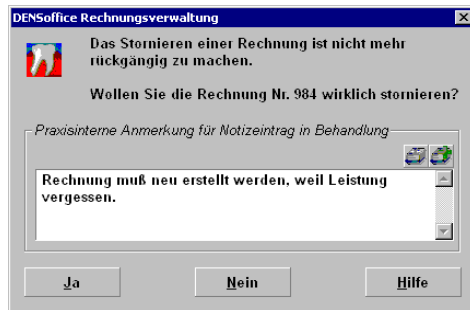 DENSoffice Rechnungsverwaltung
Das Stornieren einer Rechnung ist nicht mehr
rückgängig zu machen.
Wollen Sie die Rechnung Nr. 984 wirklich stornieren?
Praxisinterne Anmerkung für Notizeintrag in Behandlung
Rechnung muß neu erstellt werden, weil Leistung
vergessen.
Ja Nein Hilfe